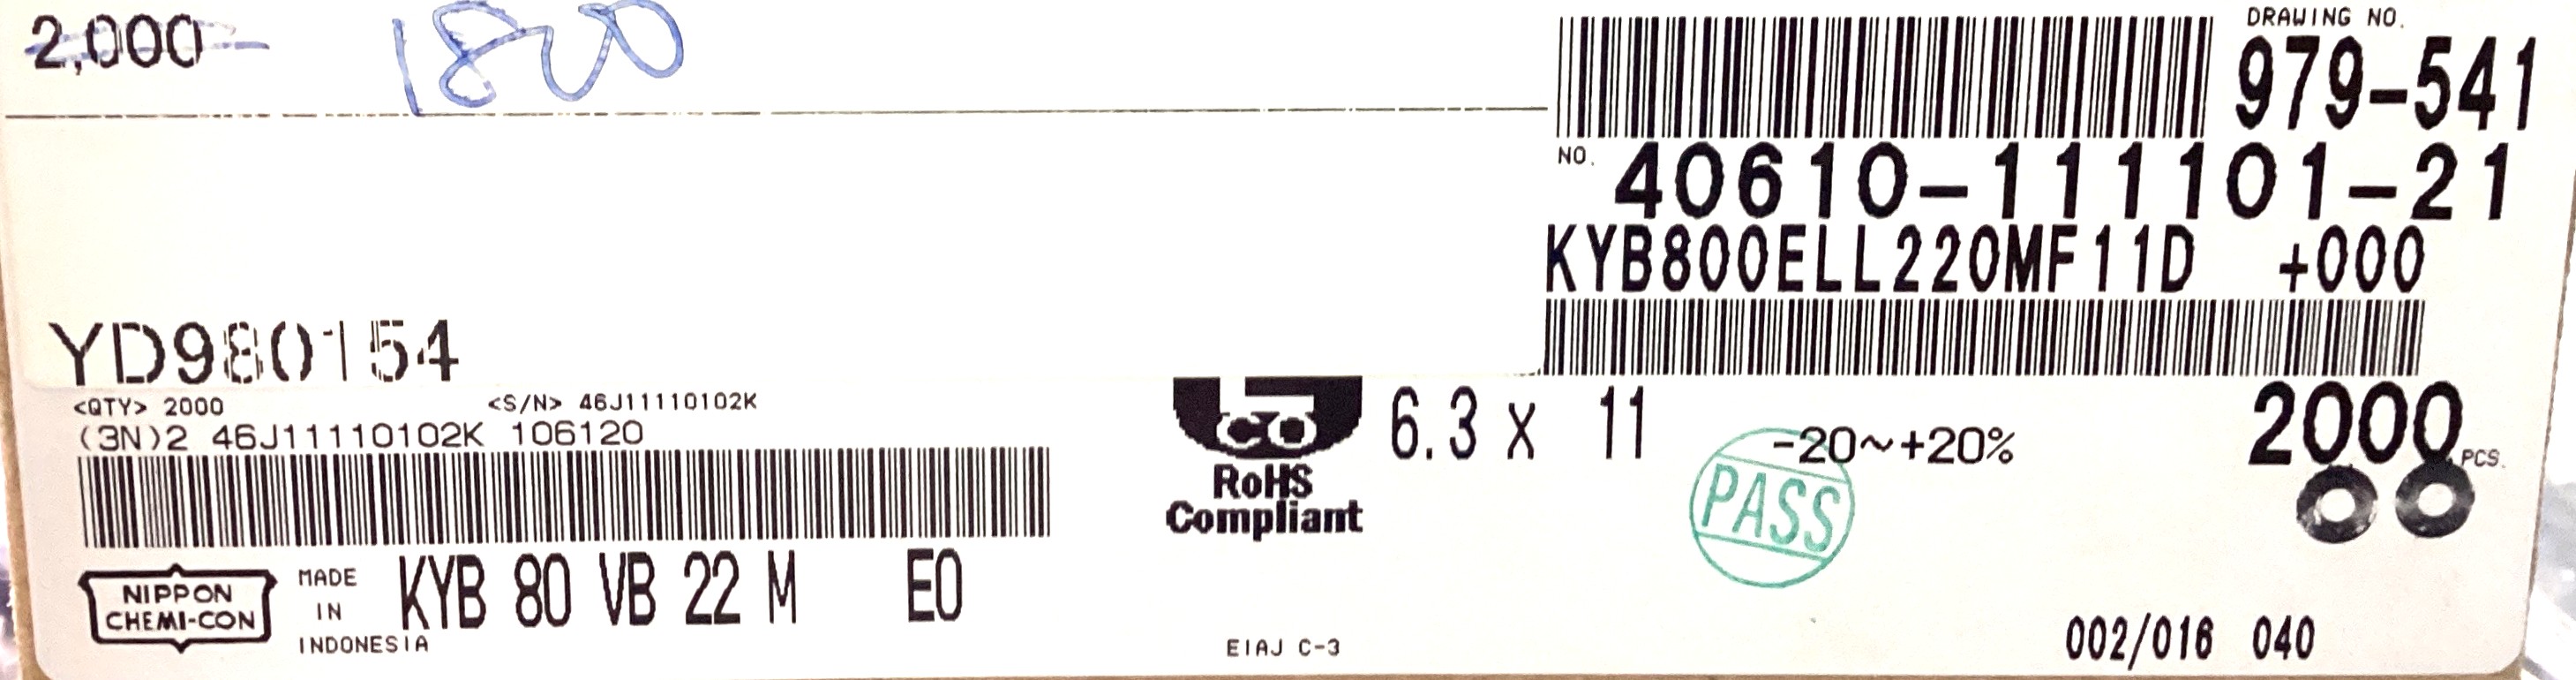 2,000 1800
DRAWING NO.
979-541
NO. 40610-111101-21
KYB800ELL220MF11D +000
YD980154
<QTY> 2000 <S/N> 46J11110102K
(3N)2 46J11110102K 106120
RoHS
Compliant
6.3 x 11
-20~+20%
2000 PCS.
PASS
NIPPON
CHEMI-CON
MADE
IN
INDONESIA
KYB 80 VB 22 M E0
EIAJ C-3
002/016 040